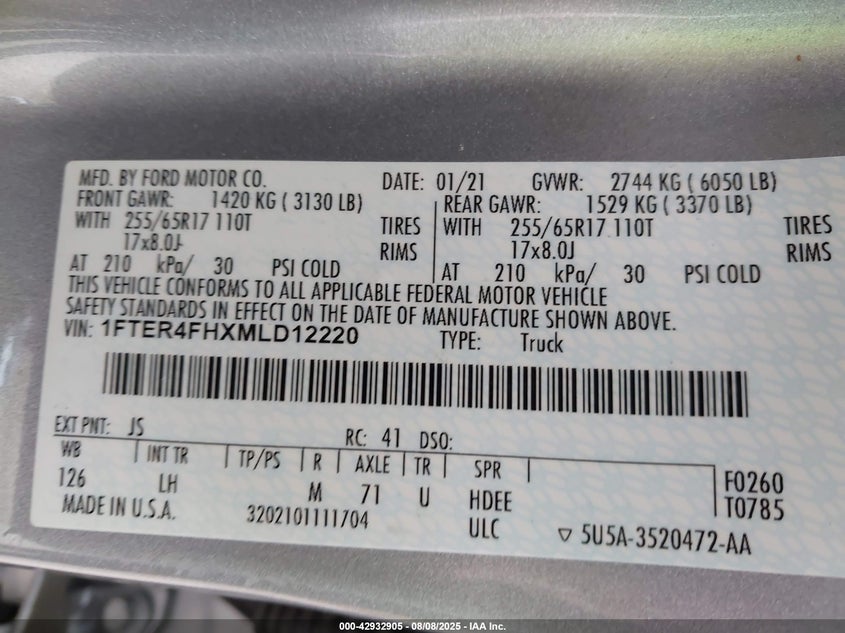 MFD. BY FORD MOTOR CO. DATE: 01/21 GVWR: 2744 KG ( 6050 LB)
FRONT GAWR: 1420 KG ( 3130 LB) REAR GAWR: 1529 KG ( 3370 LB)
WITH 255/65R17 110T TIRES WITH 255/65R17 110T TIRES
17x8.0J RIMS 17x8.0J RIMS
AT 210 kPa/ 30 PSI COLD AT 210 kPa/ 30 PSI COLD
THIS VEHICLE CONFORMS TO ALL APPLICABLE FEDERAL MOTOR VEHICLE
SAFETY STANDARDS IN EFFECT ON THE DATE OF MANUFACTURE SHOWN ABOVE.
VIN: 1FTER4FHXMLD12220 TYPE: Truck
EXT PNT: JS RC: 41 DSO:
WB INT TR TP/PS R AXLE TR SPR F0260
126 LH M 71 U HDEE T0785
MADE IN U.S.A. 3202101111704 ULC ▽ 5U5A-3520472-AA
000-42932905 - 08/08/2025 - IAA Inc.